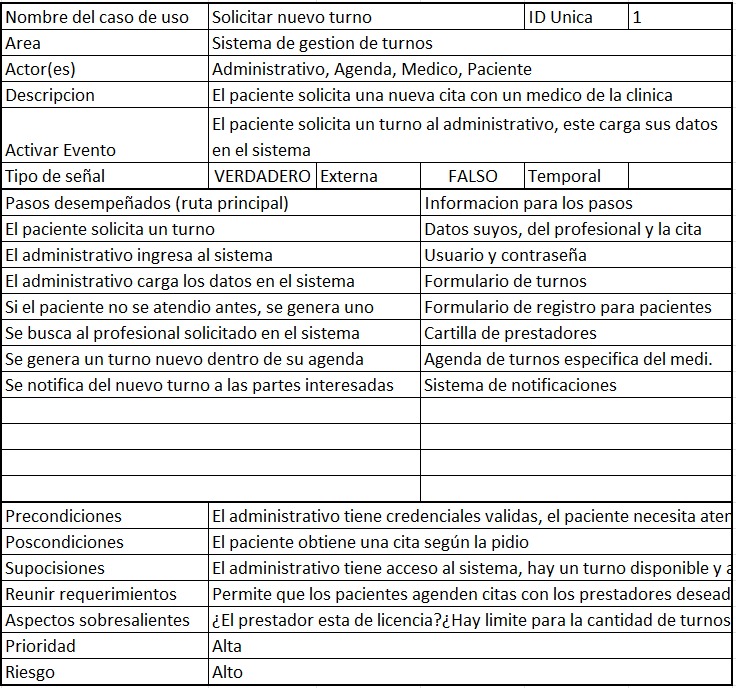 Nombre del caso de uso Solicitar nuevo turno ID Unica 1
Area Sistema de gestion de turnos
Actor(es) Administrativo, Agenda, Medico, Paciente
Descripcion El paciente solicita una nueva cita con un medico de la clinica
Activar Evento El paciente solicita un turno al administrativo, este carga sus datos
en el sistema
Tipo de señal VERDADERO Externa FALSO Temporal
Pasos desempeñados (ruta principal) Informacion para los pasos
El paciente solicita un turno Datos suyos, del profesional y la cita
El administrativo ingresa al sistema Usuario y contraseña
El administrativo carga los datos en el sistema Formulario de turnos
Si el paciente no se atendio antes, se genera uno Formulario de registro para pacientes
Se busca al profesional solicitado en el sistema Cartilla de prestadores
Se genera un turno nuevo dentro de su agenda Agenda de turnos especifica del medi.
Se notifica del nuevo turno a las partes interesadas Sistema de notificaciones
Precondiciones El administrativo tiene credenciales validas, el paciente necesita
Poscondiciones El paciente obtiene una cita según la pidio
Supocisiones El administrativo tiene acceso al sistema, hay un turno disponible y
Reunir requerimientos Permite que los pacientes agenden citas con los prestadores
Aspectos sobresalientes ¿El prestador esta de licencia?¿Hay limite para la cantidad de turnos
Prioridad Alta
Riesgo Alto